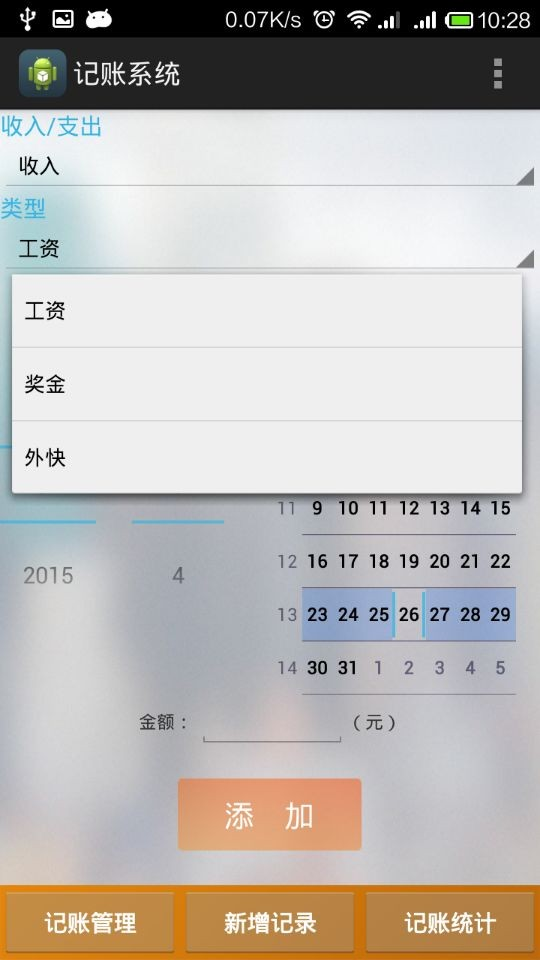 0.07K/s 10:28
记账系统
收入/支出
收入
类型
工资
工资
奖金
外快
11 9 10 11 12 13 14 15
12 16 17 18 19 20 21 22
2015 4
13 23 24 25 26 27 28 29
14 30 31 1 2 3 4 5
金额： （元）
添 加
记账管理 新增记录 记账统计